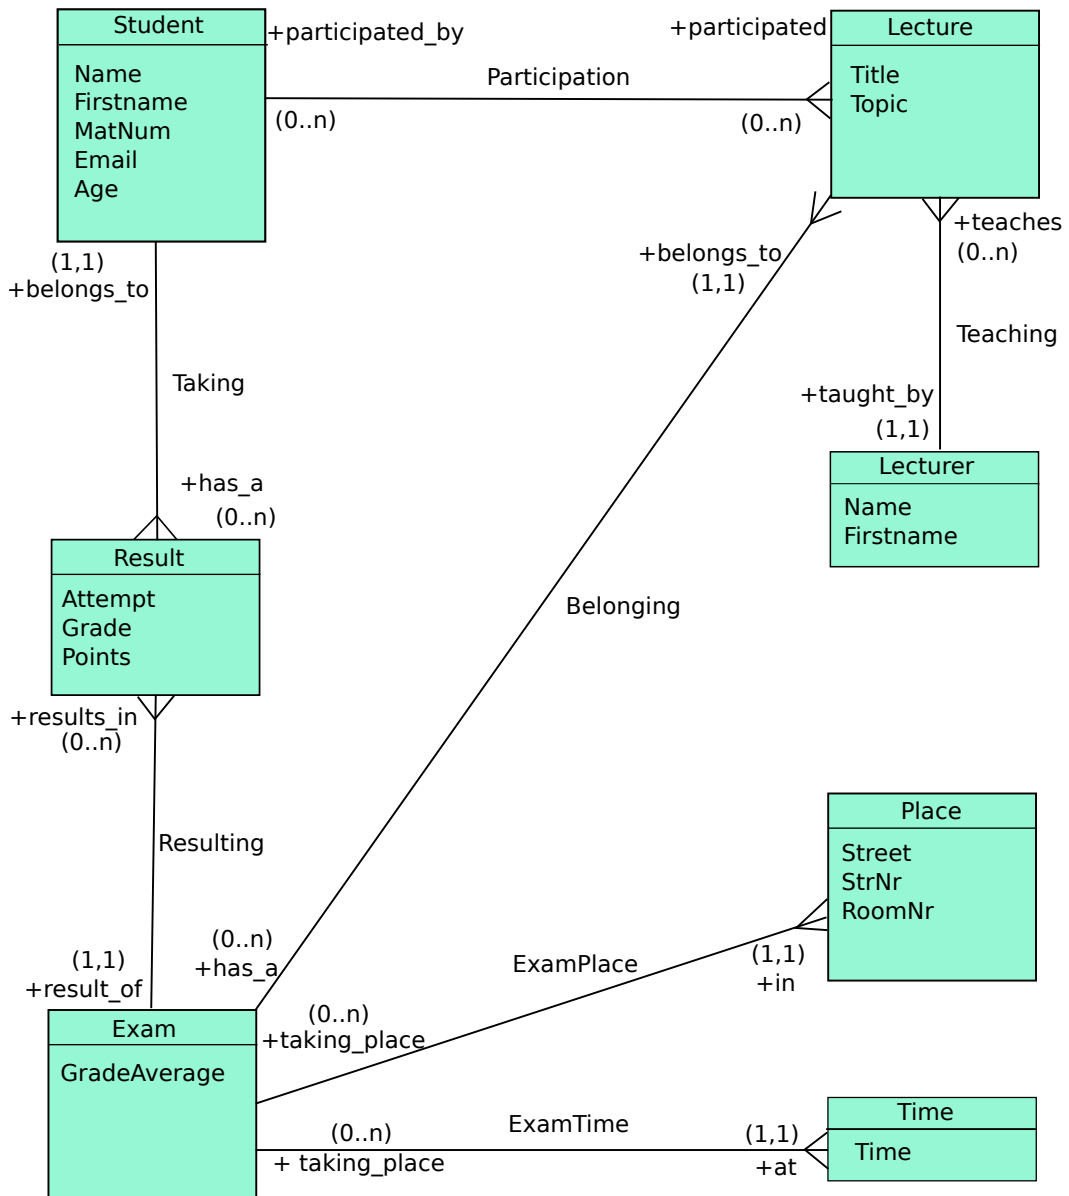 Student
+participated_by
+participated
Lecture
Name
Firstname
MatNum
Email
Age
Participation
(0..n)
(0..n)
Title
Topic
(1,1)
+belongs_to
+belongs_to
(1,1)
+teaches
(0..n)
Teaching
Taking
+taught_by
(1,1)
Lecturer
Name
Firstname
+has_a
(0..n)
Result
Attempt
Grade
Points
Belonging
+results_in
(0..n)
Resulting
Place
Street
StrNr
RoomNr
(1,1)
+result_of
(0..n)
+has_a
ExamPlace
(1,1)
+in
(0..n)
+taking_place
Exam
GradeAverage
ExamTime
(0..n)
+ taking_place
(1,1)
+at
Time
Time